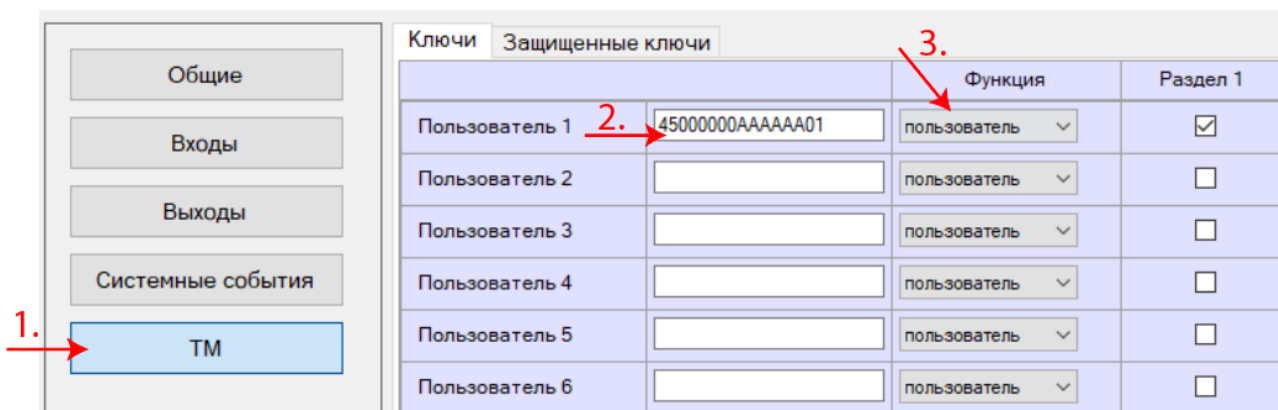 Ключи Защищенные ключи
3.
Общие
Функция Раздел 1
Пользователь 1 2. 45000000AAAAAA01 пользователь
Входы
Пользователь 2 пользователь
Выходы
Пользователь 3 пользователь
Системные события
Пользователь 4 пользователь
1. ТМ
Пользователь 5 пользователь
Пользователь 6 пользователь